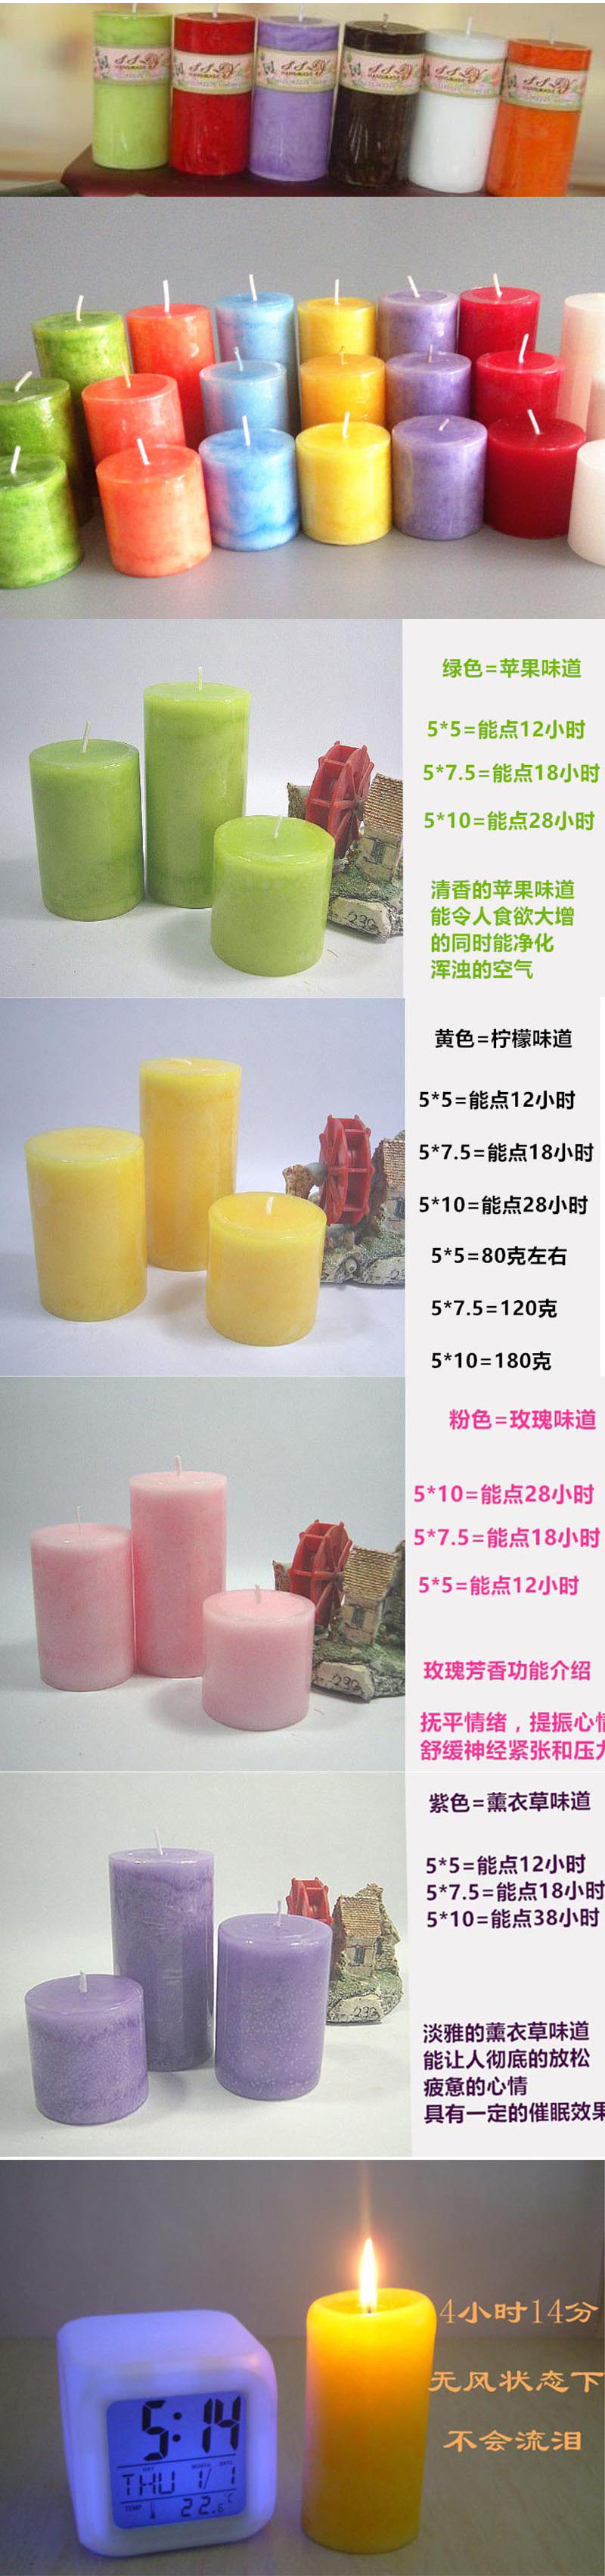 绿色=苹果味道
5*5=能点12小时
5*7.5=能点18小时
5*10=能点28小时
清香的苹果味道
能令人食欲大增
的同时能净化
浑浊的空气
黄色=柠檬味道
5*5=能点12小时
5*7.5=能点18小时
5*10=能点28小时
5*5=80克左右
5*7.5=120克
5*10=180克
粉色=玫瑰味道
5*10=能点28小时
5*7.5=能点18小时
5*5=能点12小时
玫瑰芳香功能介绍
抚平情绪，提振心情
舒缓神经紧张和压力
紫色=薰衣草味道
5*5=能点12小时
5*7.5=能点18小时
5*10=能点38小时
淡雅的薰衣草味道
能让人彻底的放松
疲惫的心情
具有一定的催眠效果
4小时14分
无风状态下
不会流泪
5:14
DAY MONTH DATE
THU 1/1
TEMP 22.6°C